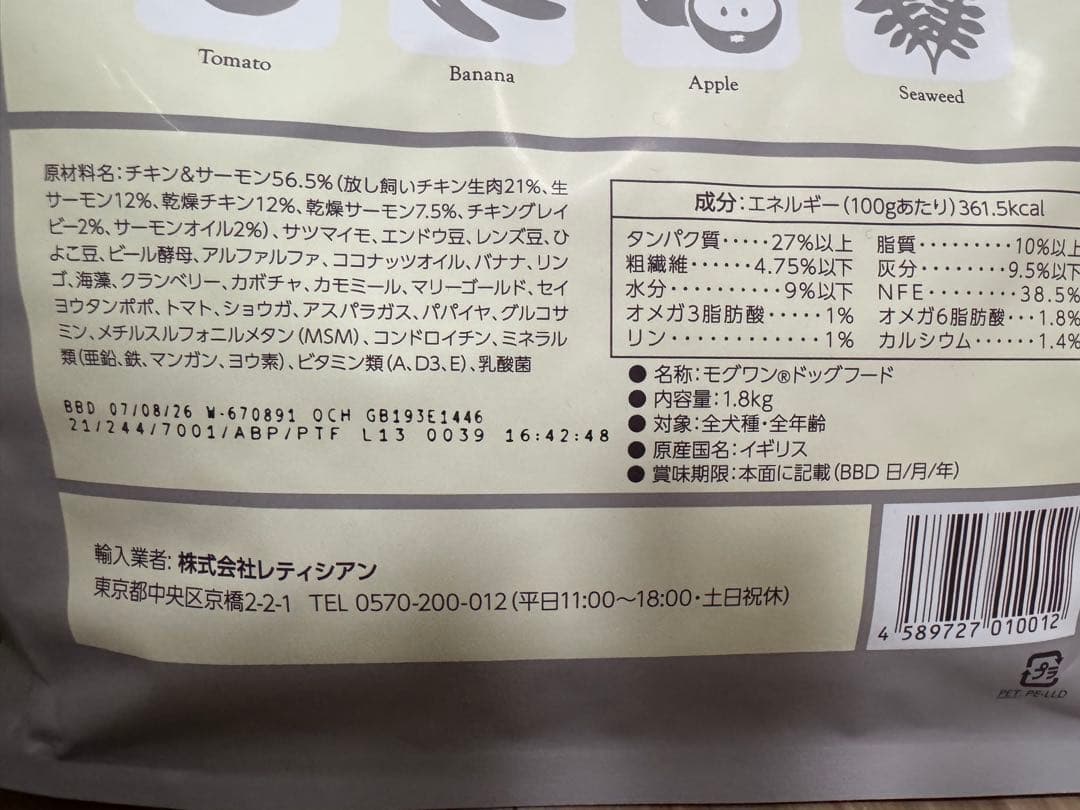 Tomato
Banana
Apple
Seaweed
原材料名：チキン＆サーモン56.5%（放し飼いチキン生肉21%、生
サーモン12%、乾燥チキン12%、乾燥サーモン7.5%、チキングレイ
ビー2%、サーモンオイル2%）、サツマイモ、エンドウ豆、レンズ豆、ひ
よこ豆、ビール酵母、アルファルファ、ココナッツオイル、バナナ、リン
ゴ、海藻、クランベリー、カボチャ、カモミール、マリーゴールド、セイ
ヨウタンポポ、トマト、ショウガ、アスパラガス、パパイヤ、グルコサ
ミン、メチルスルフォニルメタン（MSM）、コンドロイチン、ミネラル
類（亜鉛、鉄、マンガン、ヨウ素）、ビタミン類（A、D3、E）、乳酸菌
BBD 07/08/26 W-670891 OCH GB193E1446
21/244/7001/ABP/PTF L13 0039 16:42:48
成分：エネルギー（100gあたり）361.5kcal
タンパク質‥‥‥27%以上 脂質‥‥‥‥‥10%以上
粗繊維‥‥‥4.75%以下 灰分‥‥‥‥9.5%以下
水分‥‥‥‥‥9%以下 NFE‥‥‥‥‥38.5%
オメガ3脂肪酸‥‥‥1% オメガ6脂肪酸‥‥1.8%
リン‥‥‥‥‥‥1% カルシウム‥‥‥1.4%
●名称：モグワン®ドッグフード
●内容量：1.8kg
●対象：全犬種・全年齢
●原産国名：イギリス
●賞味期限：本面に記載（BBD 日/月/年）
輸入業者：株式会社レティシアン
東京都中央区京橋2-2-1 TEL 0570-200-012（平日11:00〜18:00・土日祝休）
4 589727 010012
プラ
PET, PE-LLD